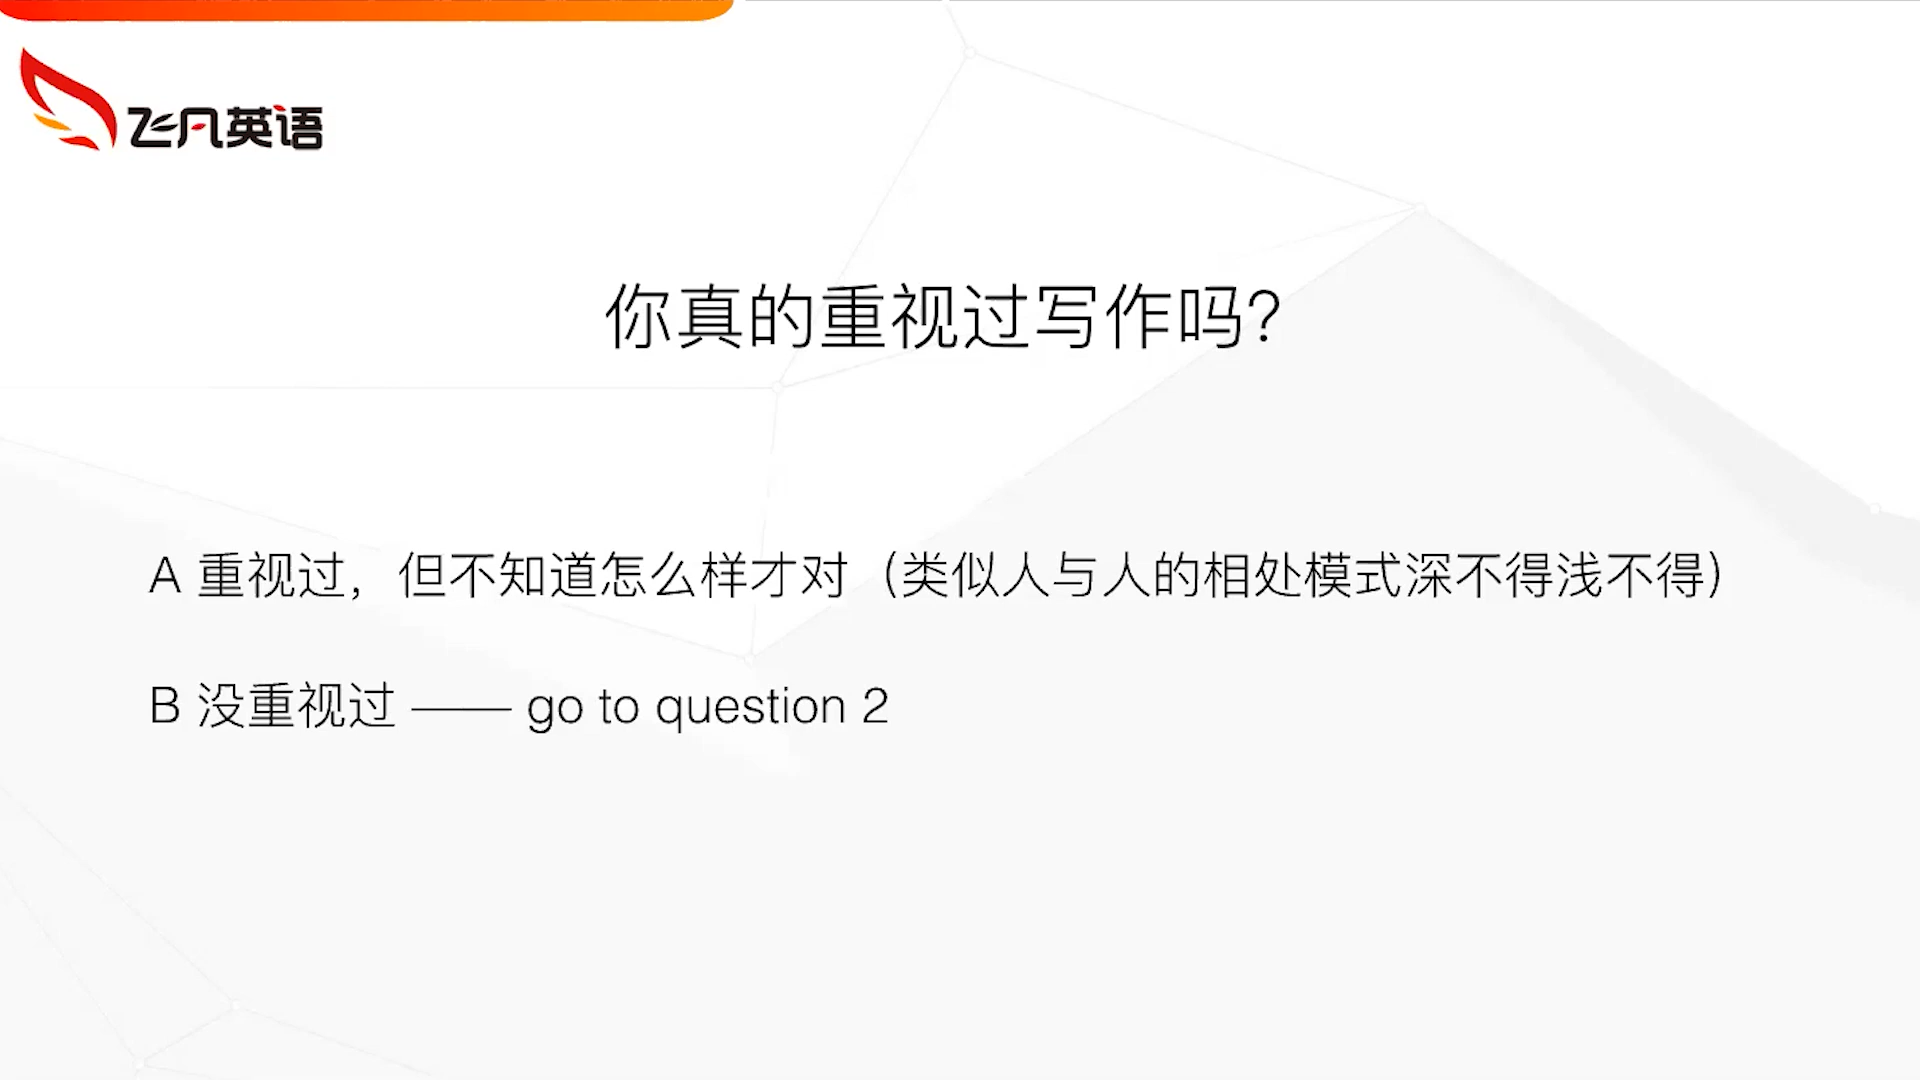 飞凡英语
你真的重视过写作吗?
A 重视过，但不知道怎么样才对（类似人与人的相处模式深不得浅不得）
B 没重视过 —— go to question 2